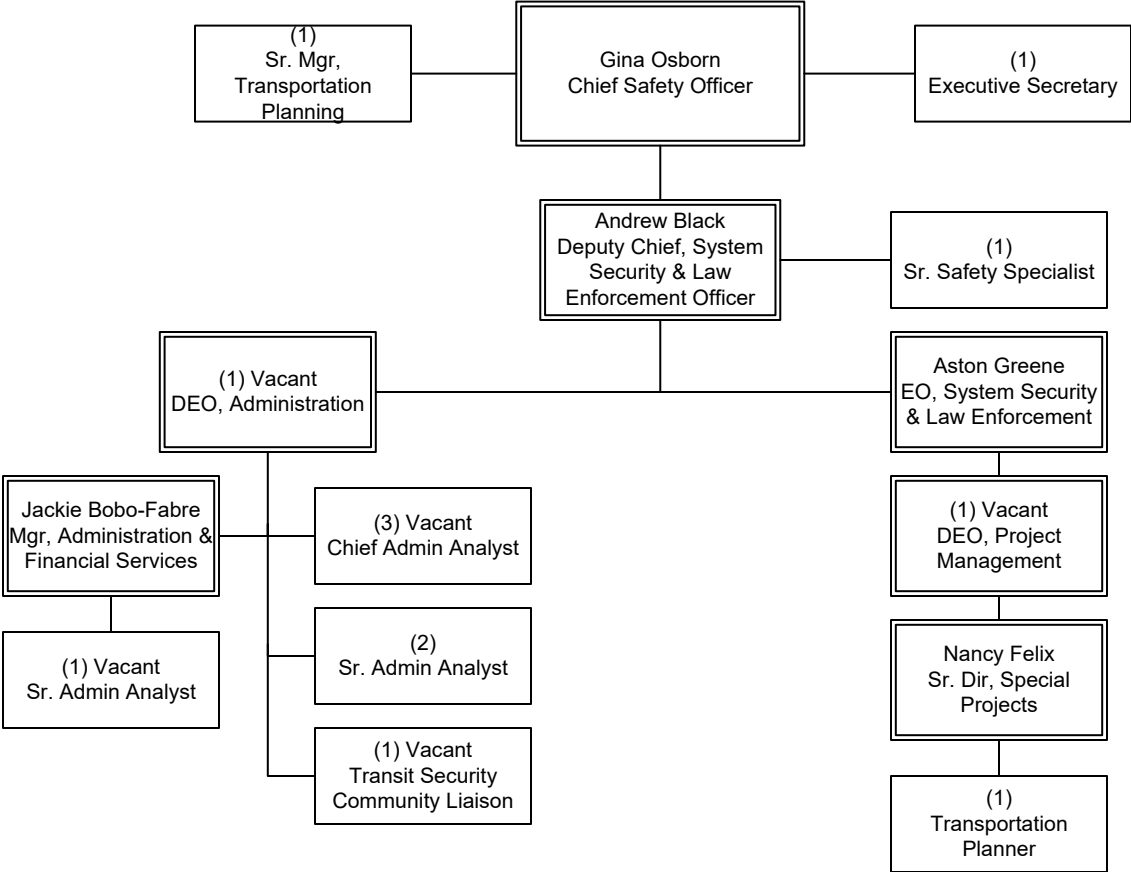 (1)
Sr. Mgr,
Transportation
Planning
Gina Osborn
Chief Safety Officer
(1)
Executive Secretary
Andrew Black
Deputy Chief, System
Security & Law
Enforcement Officer
(1)
Sr. Safety Specialist
(1) Vacant
DEO, Administration
Aston Greene
EO, System Security
& Law Enforcement
Jackie Bobo-Fabre
Mgr, Administration &
Financial Services
(3) Vacant
Chief Admin Analyst
(1) Vacant
DEO, Project
Management
(1) Vacant
Sr. Admin Analyst
(2)
Sr. Admin Analyst
Nancy Felix
Sr. Dir, Special
Projects
(1) Vacant
Transit Security
Community Liaison
(1)
Transportation
Planner